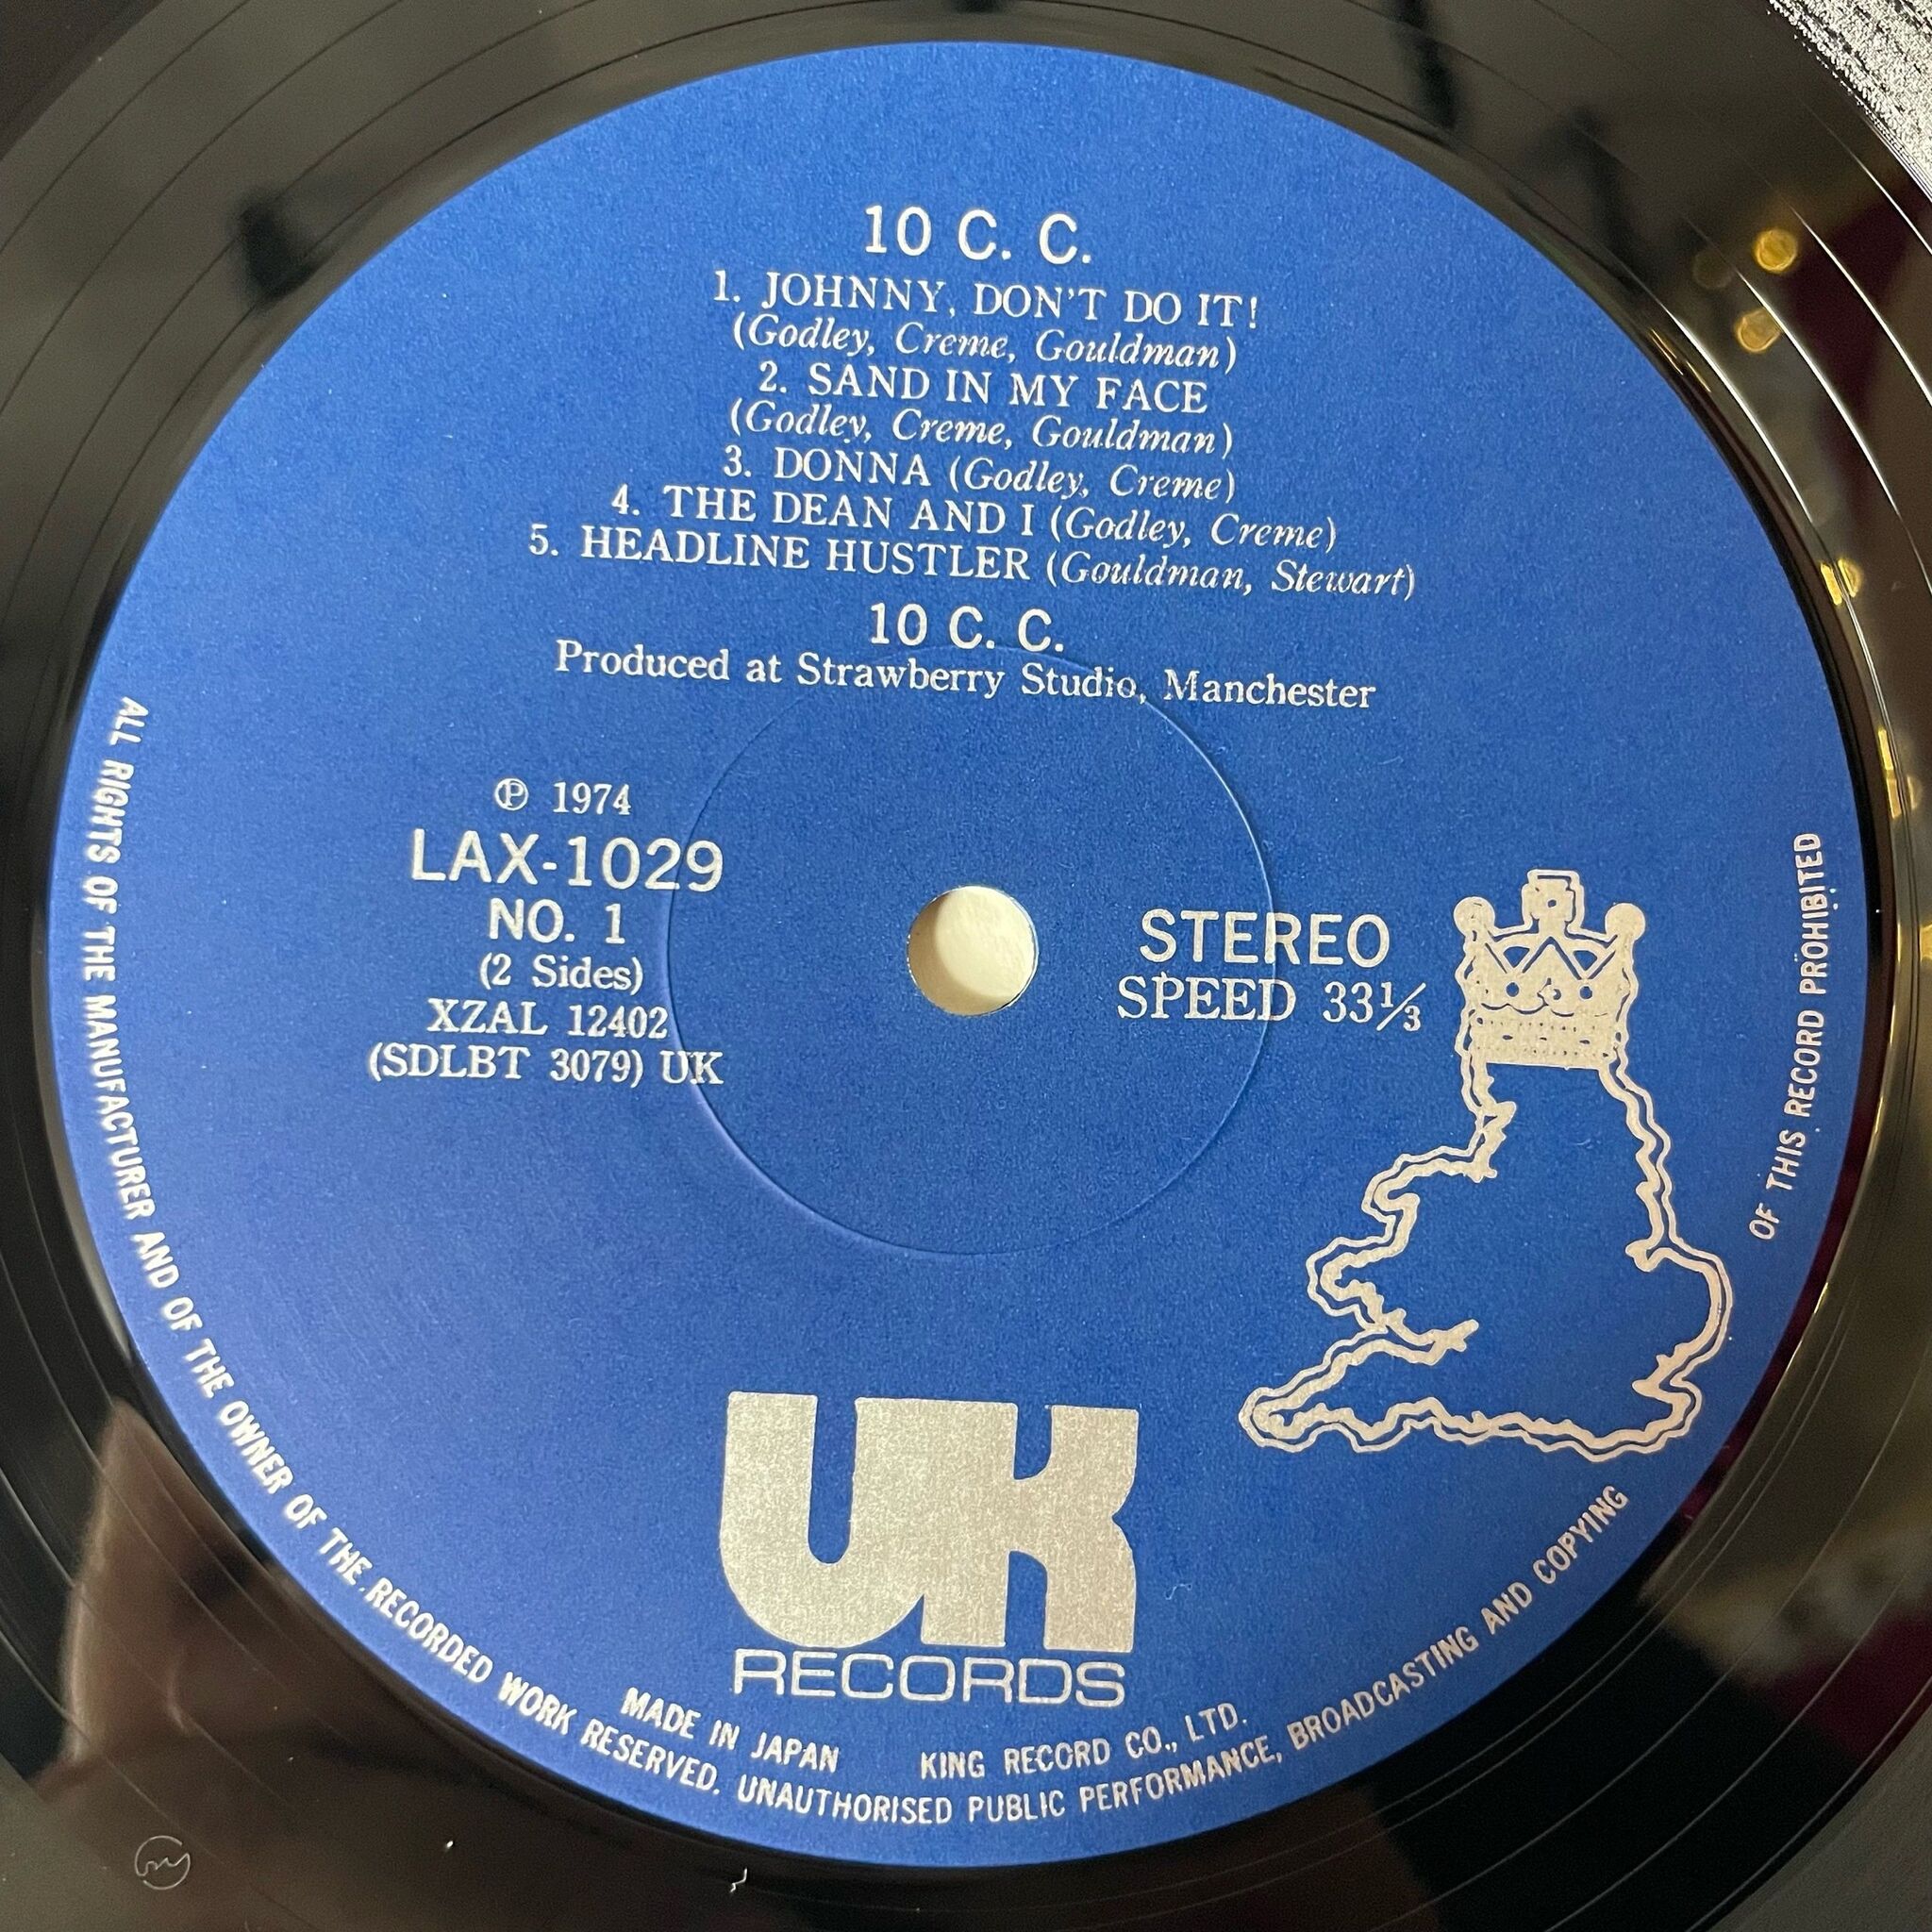 10 C. C.
1. JOHNNY, DON'T DO IT!
(Godley, Creme, Gouldman)
2. SAND IN MY FACE
(Godley, Creme, Gouldman)
3. DONNA (Godley, Creme)
4. THE DEAN AND I (Godley, Creme)
5. HEADLINE HUSTLER (Gouldman, Stewart)
10 C. C.
Produced at Strawberry Studio, Manchester
Ⓟ 1974
LAX-1029
NO. 1
(2 Sides)
XZAL 12402
(SDLBT 3079) UK
STEREO
SPEED 33⅓
UK
RECORDS
MADE IN JAPAN KING RECORD CO., LTD.
ALL RIGHTS OF THE MANUFACTURER AND OF THE OWNER OF THE RECORDED WORK RESERVED. UNAUTHORISED PUBLIC PERFORMANCE, BROADCASTING AND COPYING OF THIS RECORD PROHIBITED